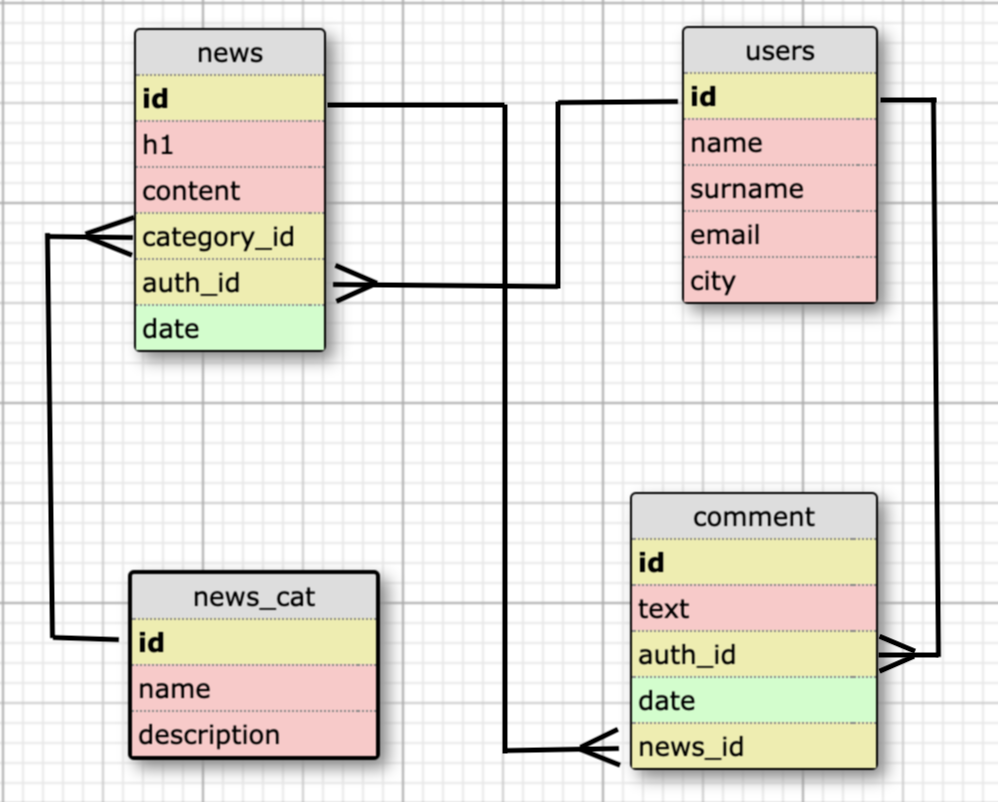 news
id
h1
content
category_id
auth_id
date
users
id
name
surname
email
city
news_cat
id
name
description
comment
id
text
auth_id
date
news_id